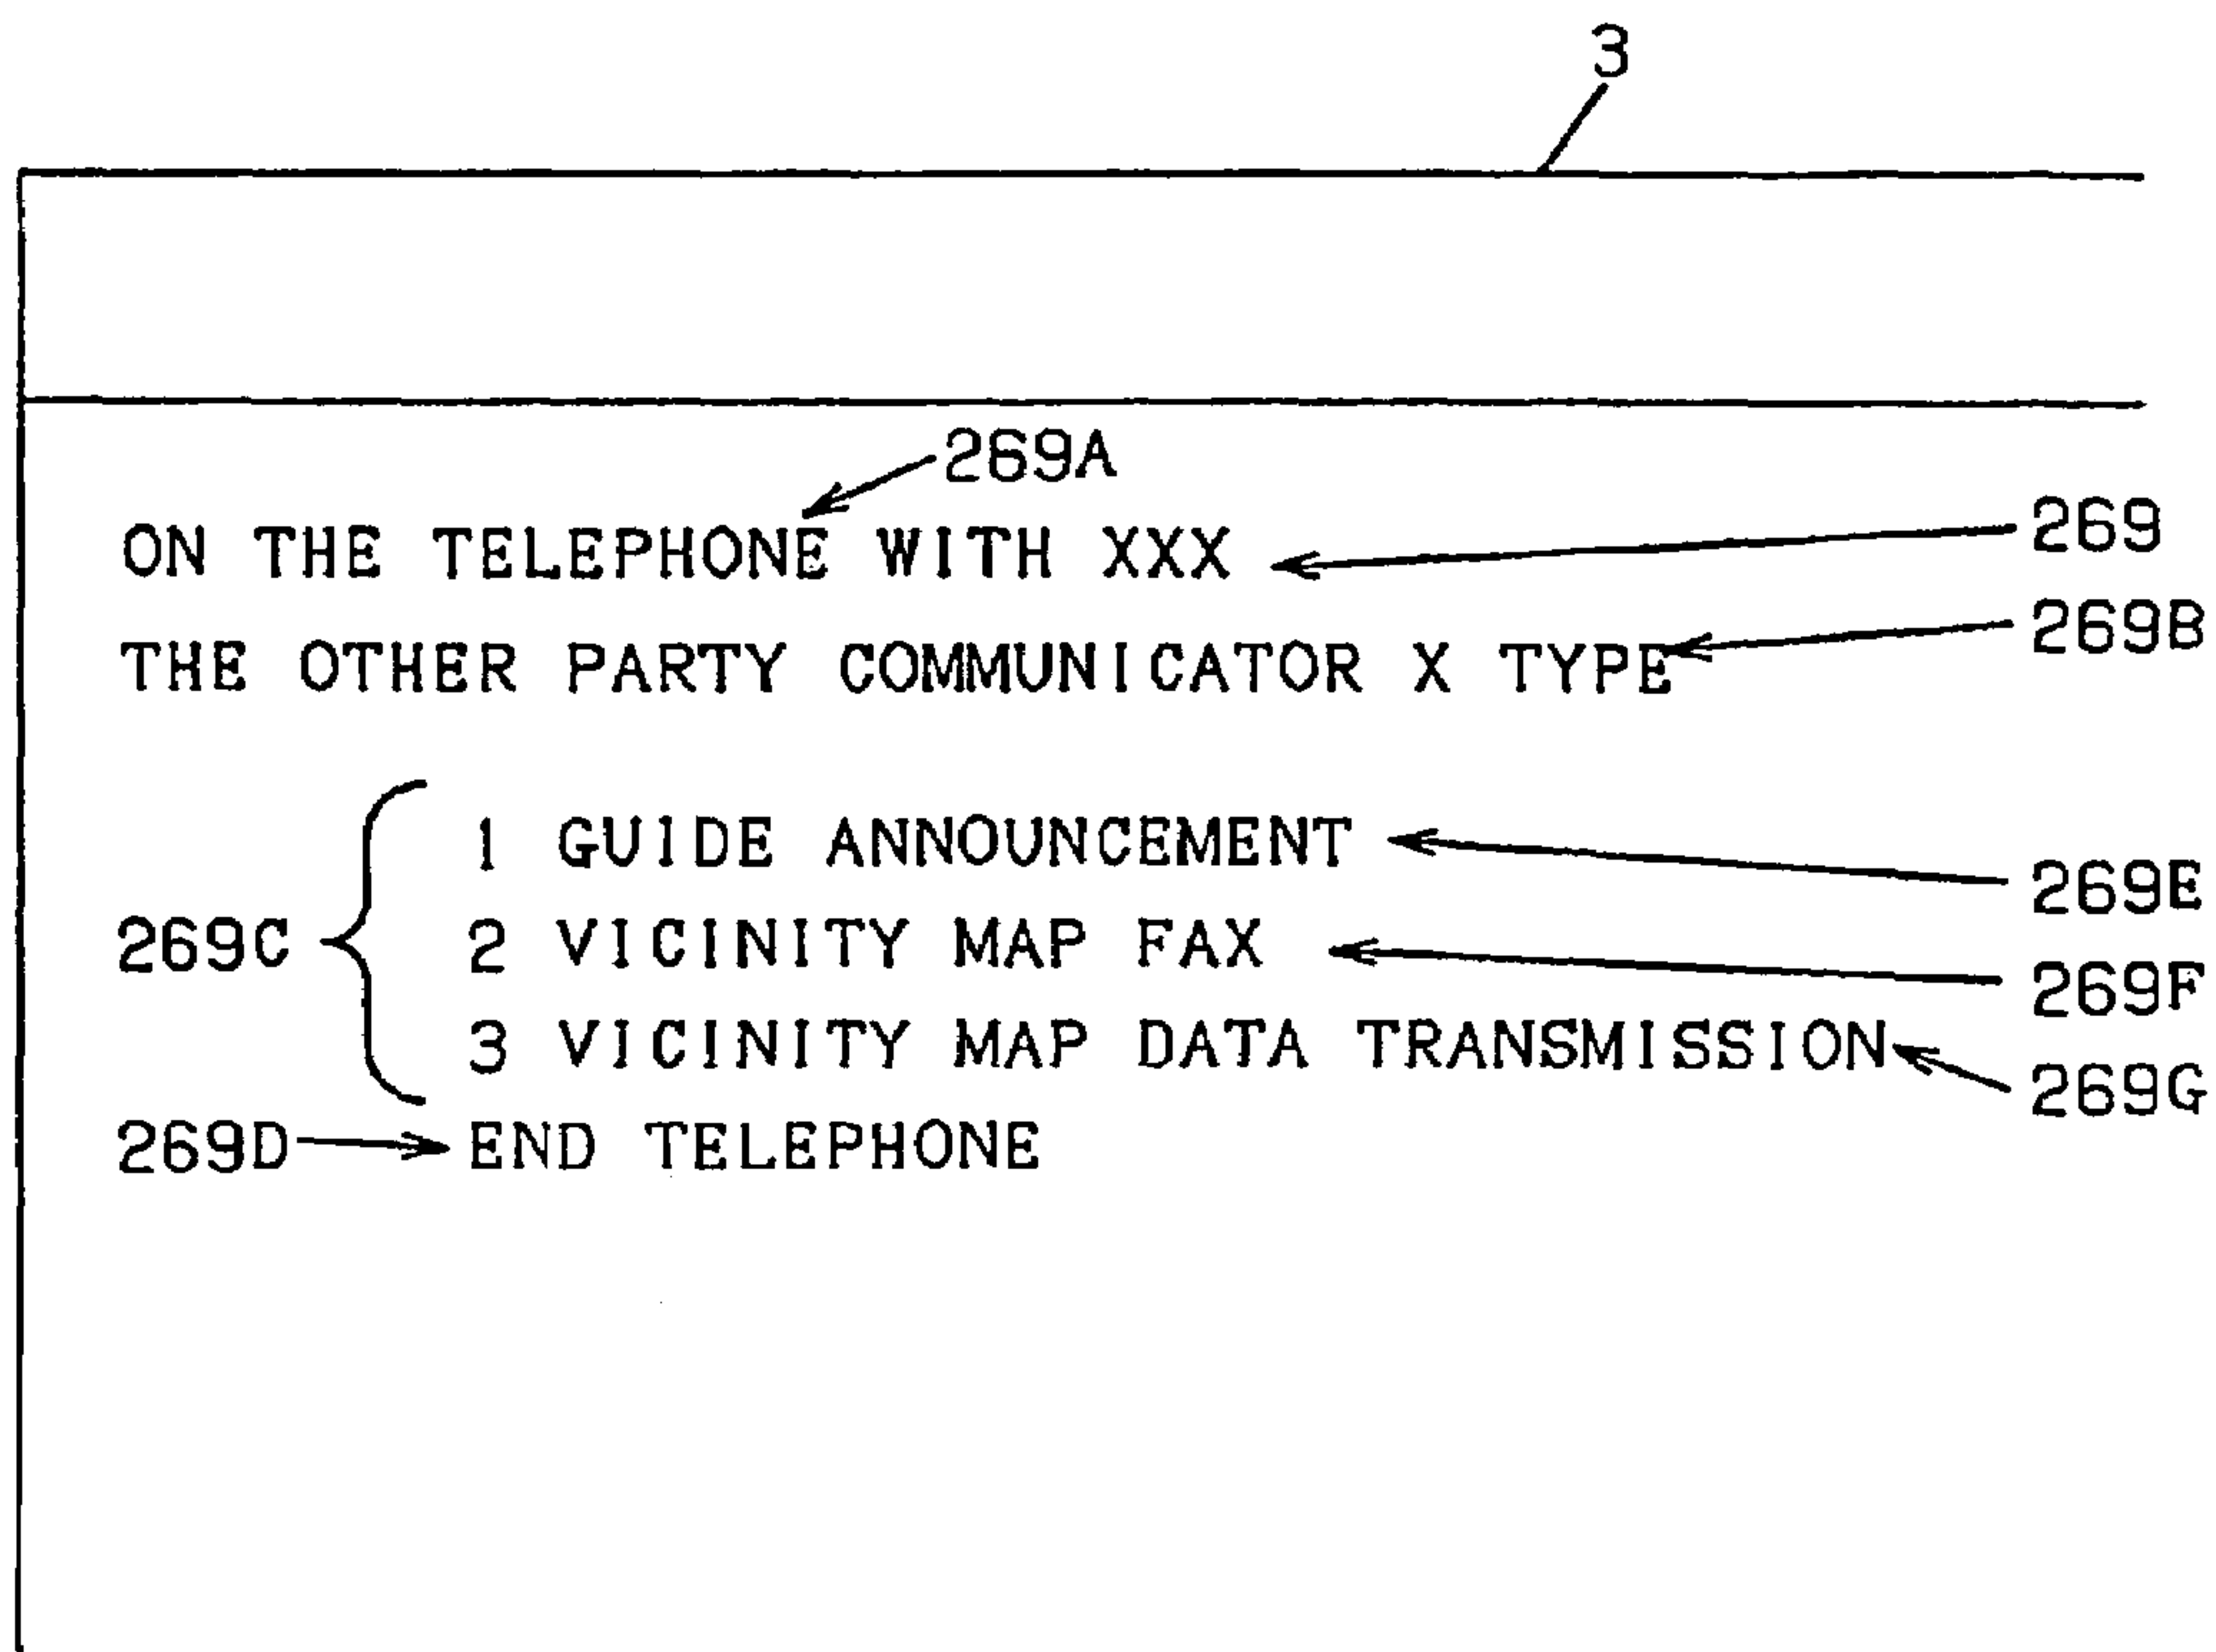 3
269A
ON THE TELEPHONE WITH XXX 269
THE OTHER PARTY COMMUNICATOR X TYPE 269B
1 GUIDE ANNOUNCEMENT 269E
269C 2 VICINITY MAP FAX 269F
3 VICINITY MAP DATA TRANSMISSION 269G
269D END TELEPHONE